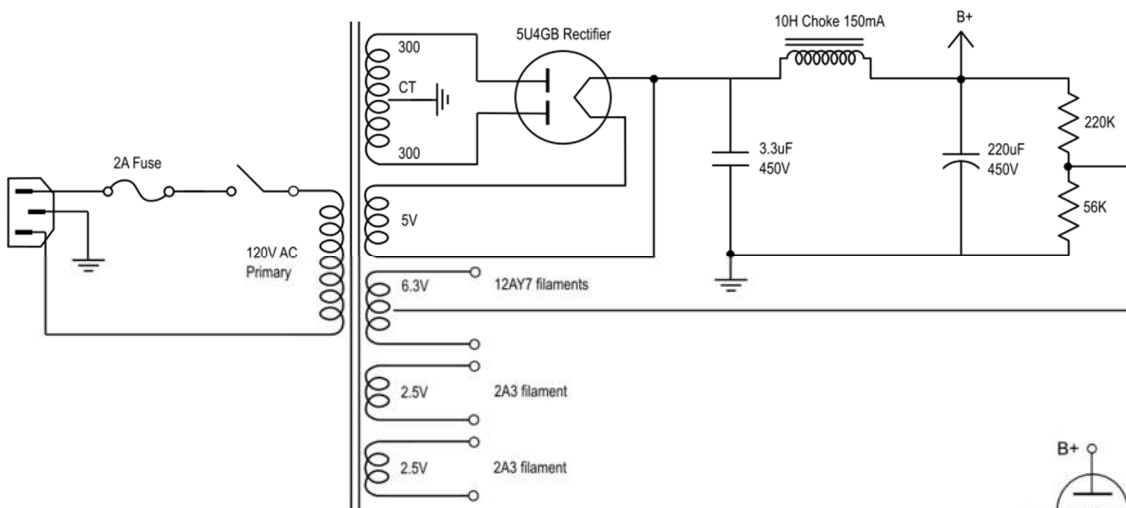 10H Choke 150mA
B+
5U4GB Rectifier
300
CT
300
2A Fuse
3.3uF
450V
220uF
450V
220K
56K
5V
120V AC
Primary
6.3V
12AY7 filaments
2.5V
2A3 filament
2.5V
2A3 filament
B+